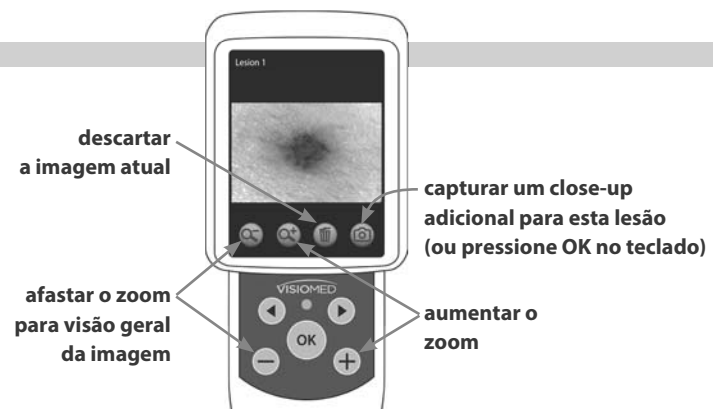 Lesion 1
descartar
a imagem atual
capturar um close-up
adicional para esta lesão
(ou pressione OK no teclado)
VISIOMED
afastar o zoom
para visão geral
da imagem
OK
aumentar o
zoom